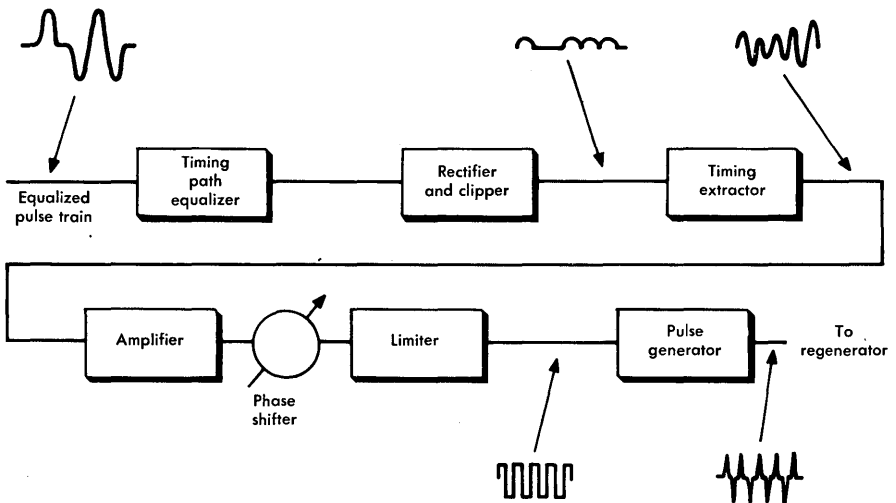 Equalized
pulse train
Timing
path
equalizer
Rectifier
and clipper
Timing
extractor
Amplifier
Phase
shifter
Limiter
Pulse
generator
To
regenerator